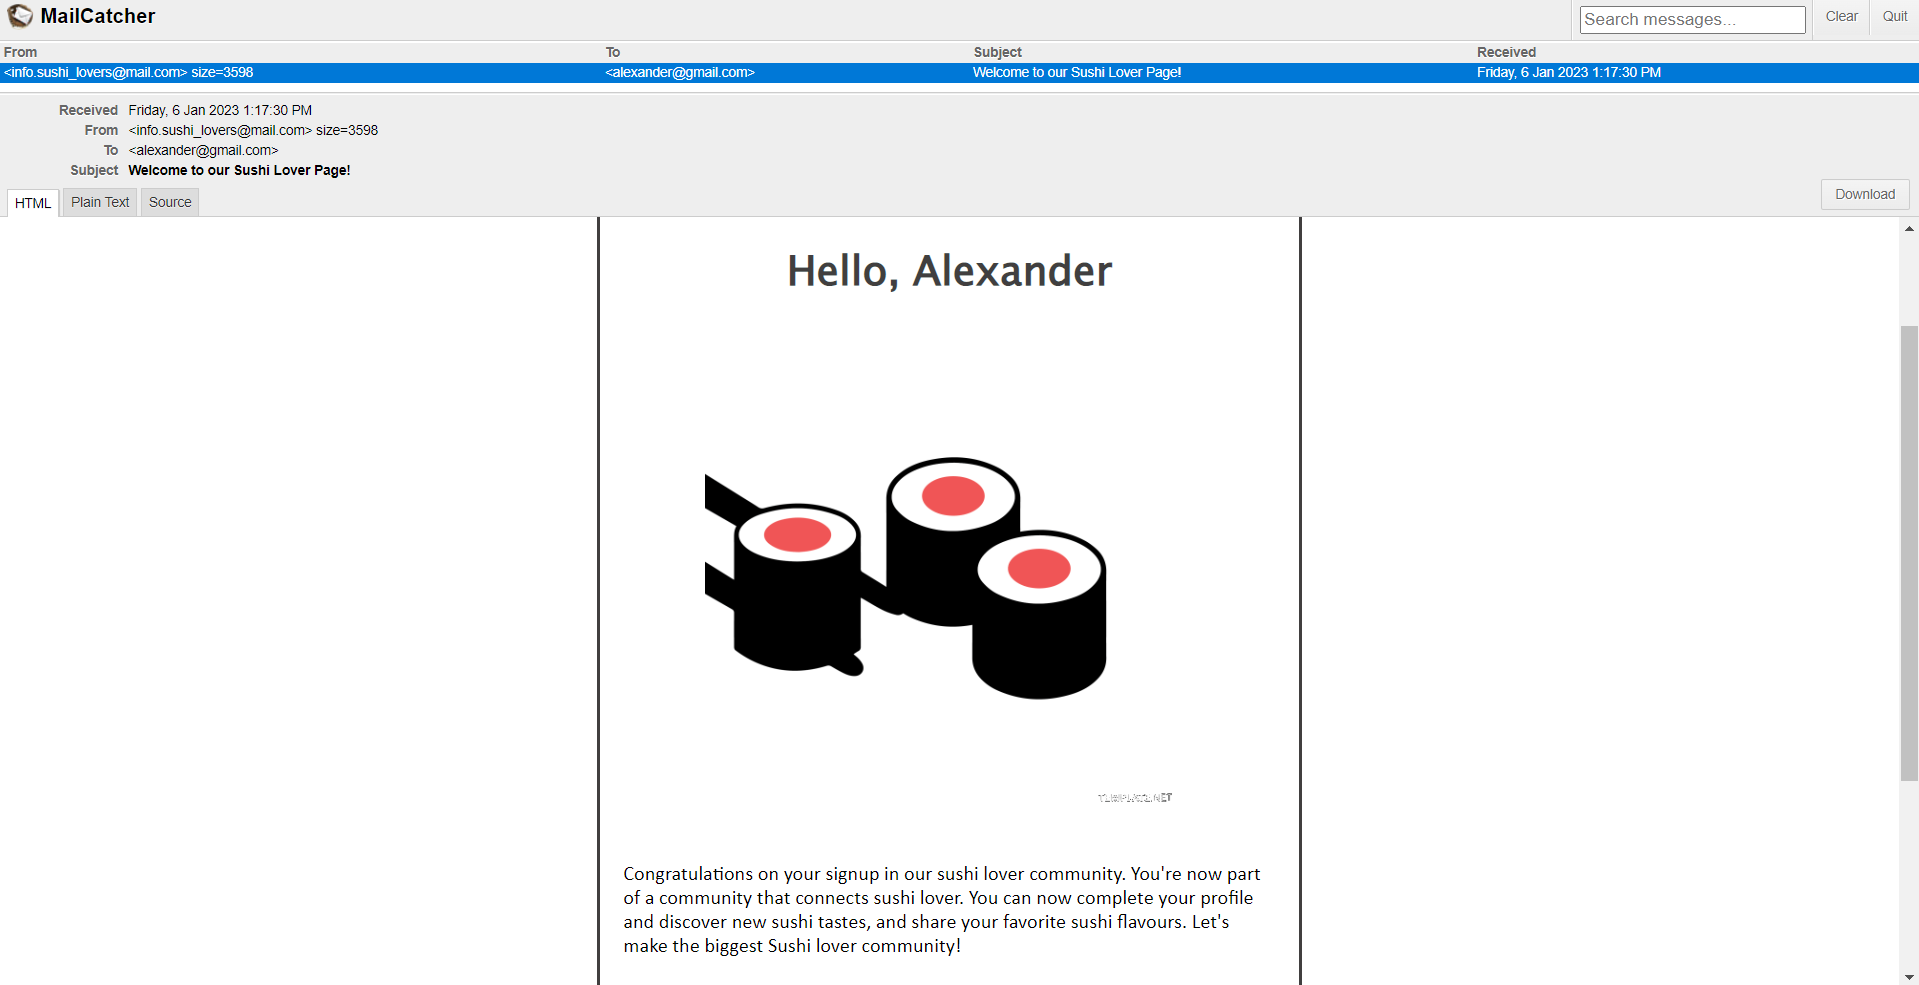 MailCatcher
Search messages...
Clear
Quit
From To Subject Received
<info.sushi_lovers@mail.com> size=3598 <alexander@gmail.com> Welcome to our Sushi Lover Page! Friday, 6 Jan 2023 1:17:30 PM
Received Friday, 6 Jan 2023 1:17:30 PM
From <info.sushi_lovers@mail.com> size=3598
To <alexander@gmail.com>
Subject Welcome to our Sushi Lover Page!
HTML Plain Text Source Download
Hello, Alexander
TEMPLATE.NET
Congratulations on your signup in our sushi lover community. You're now part
of a community that connects sushi lover. You can now complete your profile
and discover new sushi tastes, and share your favorite sushi flavours. Let's
make the biggest Sushi lover community!